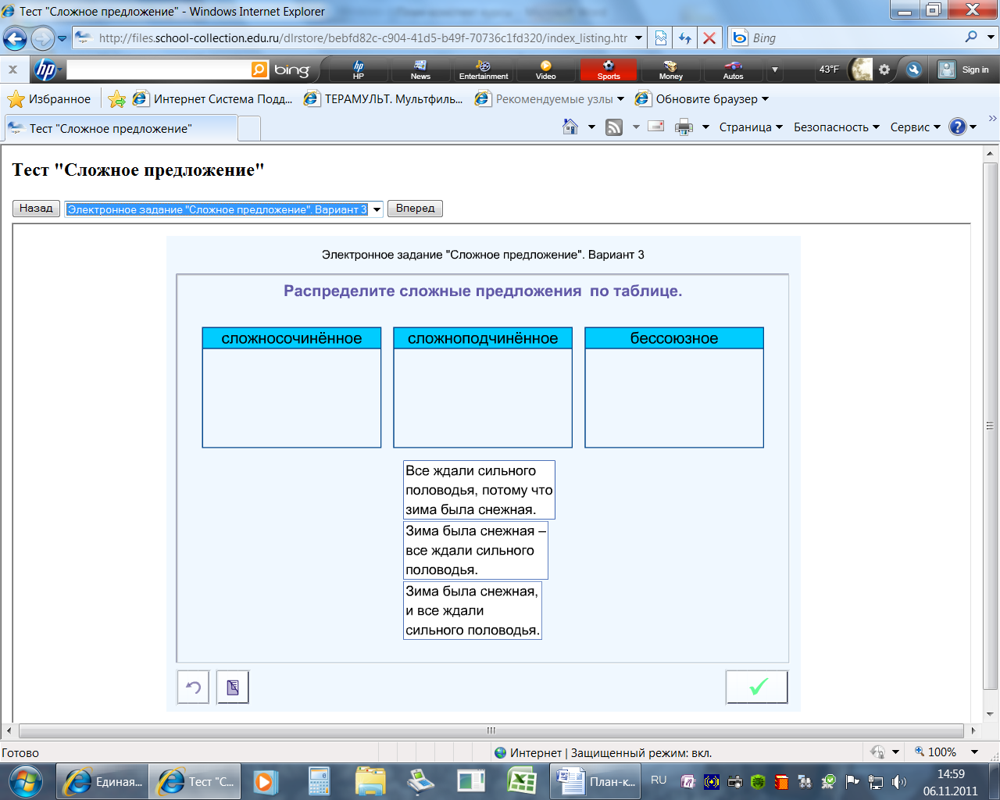 Тест "Сложное предложение" - Windows Internet Explorer
http://files.school-collection.edu.ru/dlrstore/bebfd82c-c904-41d5-b49f-70736c1fd320/index_listing.htr
Bing
hp bing HP News Entertainment Video Sports Money Autos 43°F Sign in
Избранное Интернет Система Подд... ТЕРАМУЛЬТ. Мультфиль... Рекомендуемые узлы Обновите браузер
Тест "Сложное предложение" Страница Безопасность Сервис
Тест "Сложное предложение"
Назад Электронное задание "Сложное предложение". Вариант 3 Вперед
Электронное задание "Сложное предложение". Вариант 3
Распределите сложные предложения по таблице.
сложносочинённое сложноподчинённое бессоюзное
Все ждали сильного
половодья, потому что
зима была снежная.
Зима была снежная –
все ждали сильного
половодья.
Зима была снежная,
и все ждали
сильного половодья.
Готово Интернет | Защищенный режим: вкл. 100%
Единая... Тест "С... План-к... RU 14:59
06.11.2011